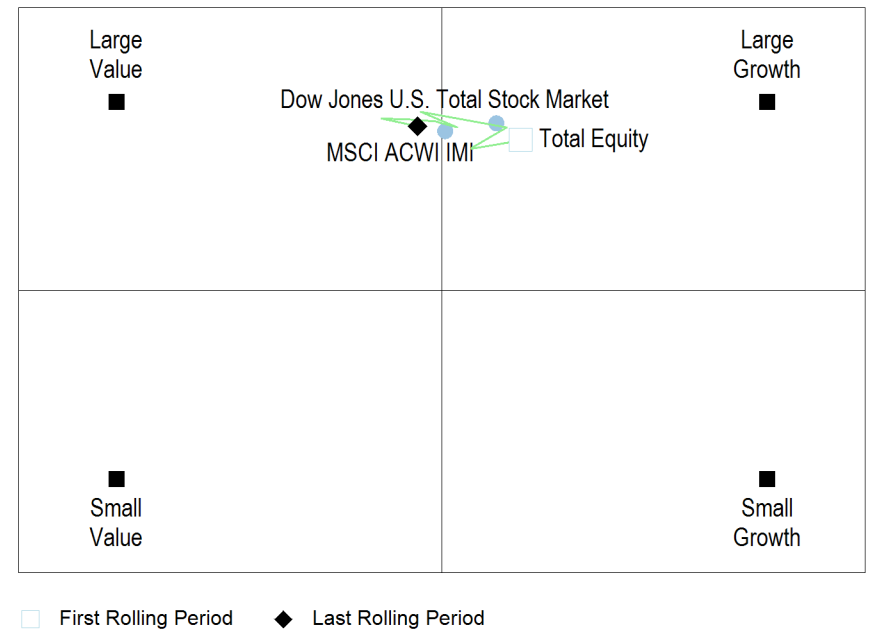 Large
Value
Large
Growth
Dow Jones U.S. Total Stock Market
Total Equity
MSCI ACWI IMI
Small
Value
Small
Growth
First Rolling Period
Last Rolling Period